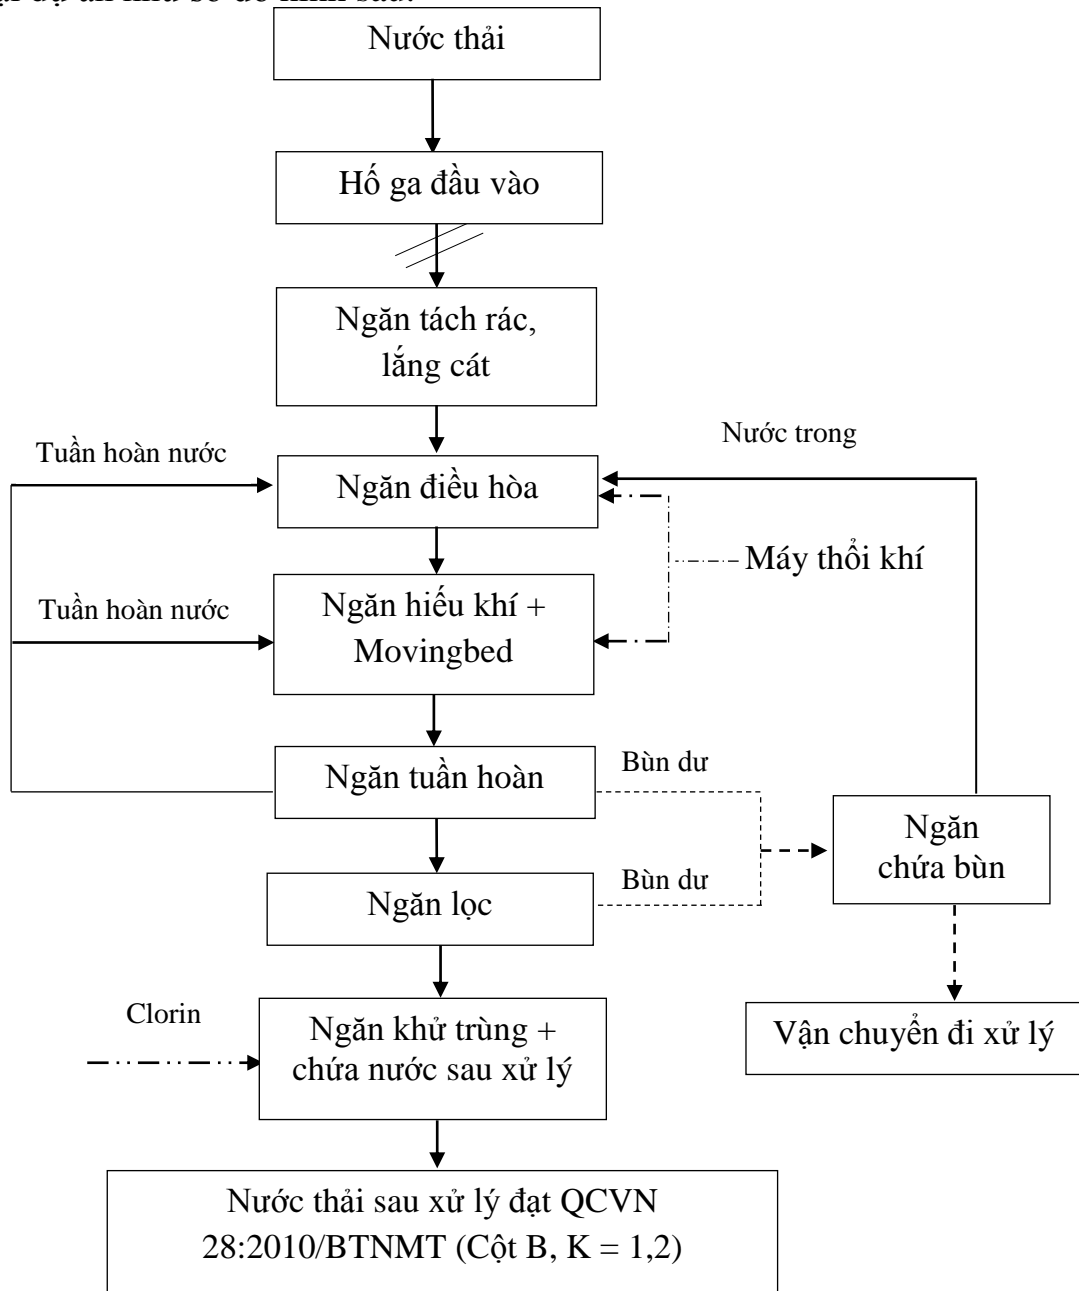 Nước thải
Hố ga đầu vào
Ngăn tách rác,
lắng cát
Nước trong
Tuần hoàn nước
Ngăn điều hòa
Máy thổi khí
Ngăn hiếu khí +
Movingbed
Tuần hoàn nước
Ngăn tuần hoàn
Bùn dư
Ngăn
chứa bùn
Ngăn lọc
Bùn dư
Clorin
Ngăn khử trùng +
chứa nước sau xử lý
Vận chuyển đi xử lý
Nước thải sau xử lý đạt QCVN
28:2010/BTNMT (Cột B, K = 1,2)